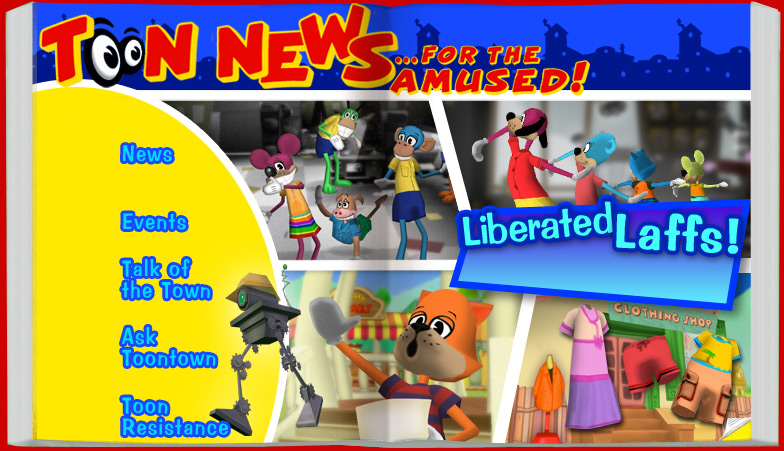 TOON NEWS
...FOR THE
AMUSED!
News
Events
Talk of
the Town
Ask
Toontown
Toon
Resistance
Liberated Laffs!
CLOTHING SHOP